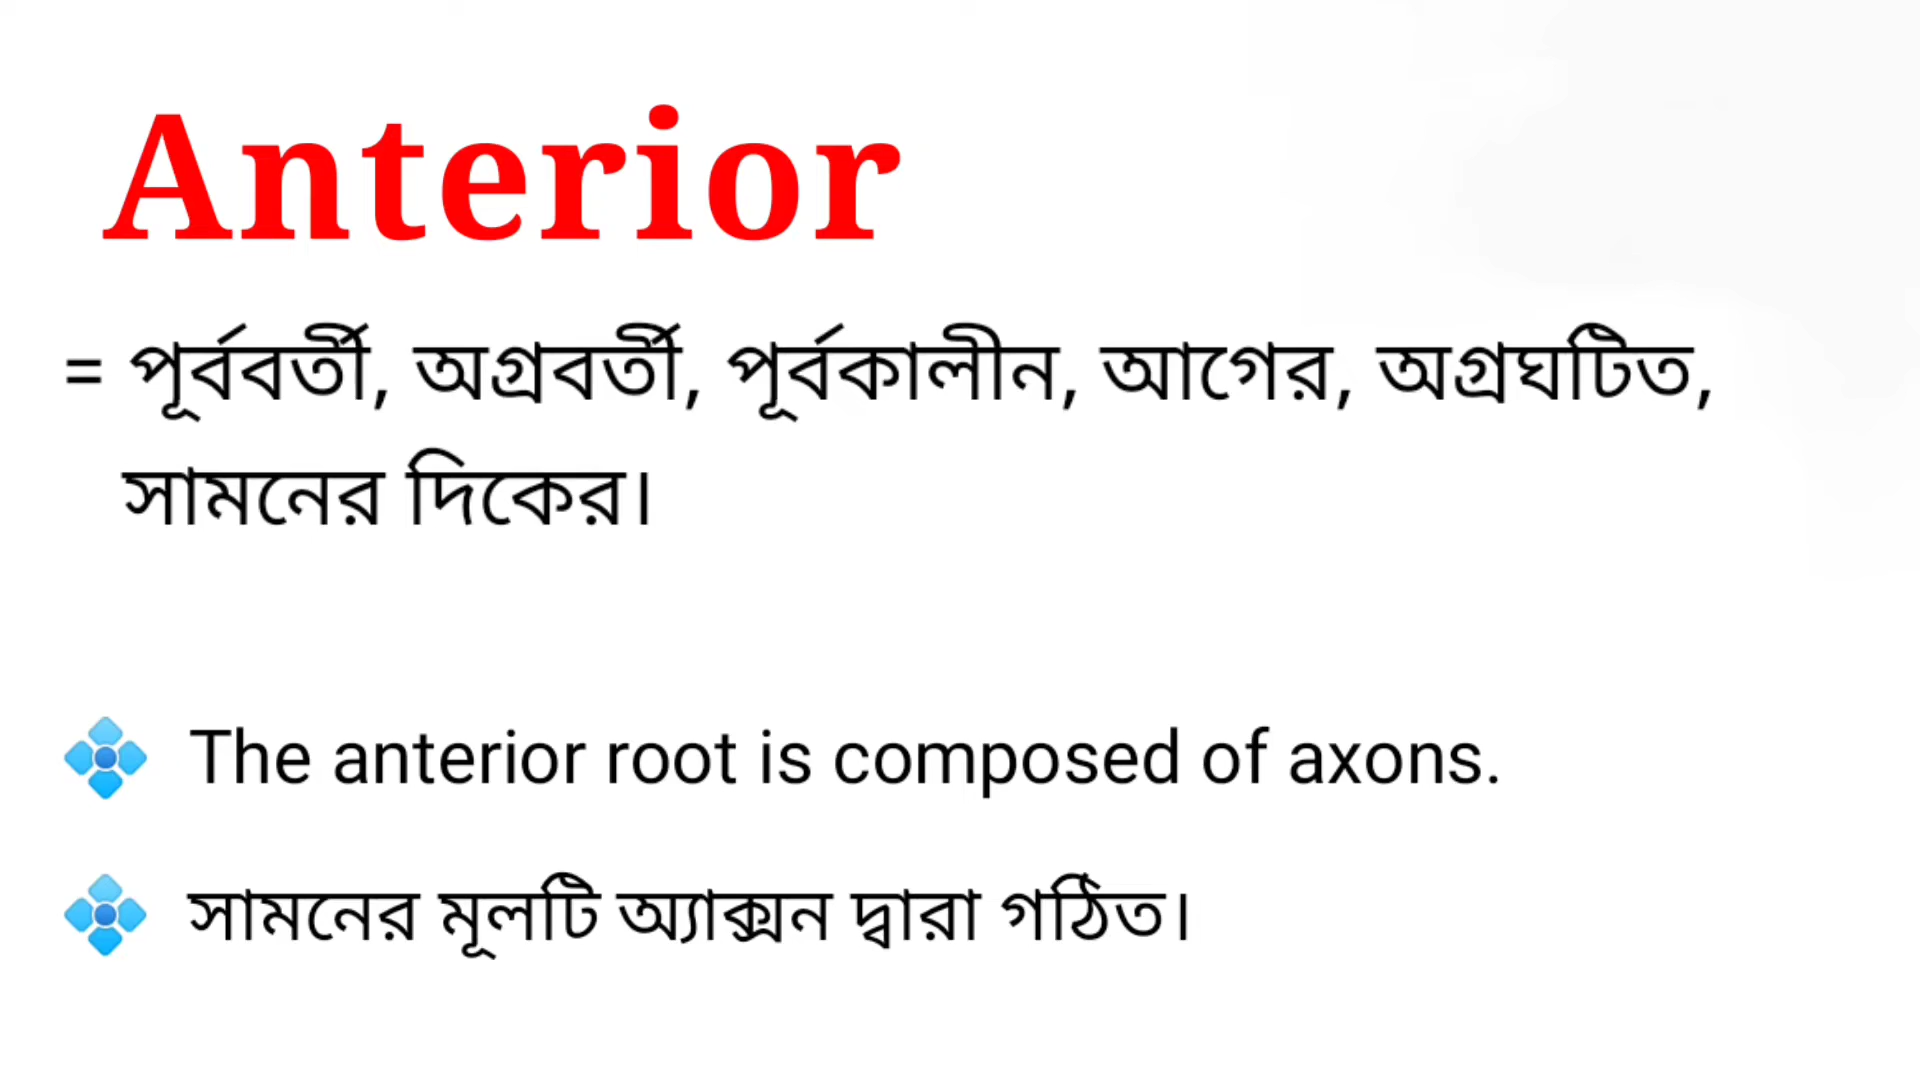 Anterior
= পূর্ববর্তী, অগ্রবর্তী, পূর্বকালীন, আগের, অগ্রঘটিত,
সামনের দিকের।
The anterior root is composed of axons.
সামনের মূলটি অ্যাক্সন দ্বারা গঠিত।